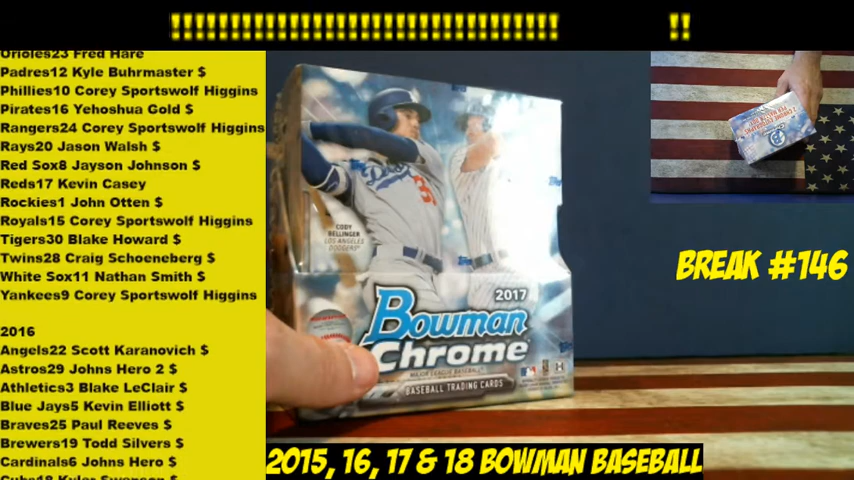 !!!!!!!!!!!!!!!!!!!!!!!!!!!!!!!! !!
Orioles23 Fred Hare
Padres12 Kyle Buhrmaster $
Phillies10 Corey Sportswolf Higgins
Pirates16 Yehoshua Gold $
Rangers24 Corey Sportswolf Higgins
Rays20 Jason Walsh $
Red Sox8 Jayson Johnson $
Reds17 Kevin Casey
Rockies1 John Otten $
Royals15 Corey Sportswolf Higgins
Tigers30 Blake Howard $
Twins28 Craig Schoeneberg $
White Sox11 Nathan Smith $
Yankees9 Corey Sportswolf Higgins
2016
Angels22 Scott Karanovich $
Astros29 Johns Hero 2 $
Athletics3 Blake LeClair $
Blue Jays5 Kevin Elliott $
Braves25 Paul Reeves $
Brewers19 Todd Silvers $
Cardinals6 Johns Hero $
Cubs18 Kyler Swanson $
CODY
BELLINGER
LOS ANGELES
DODGERS
Dodgers
2017
Bowman
Chrome
MAJOR LEAGUE BASEBALL
BASEBALL TRADING CARDS
BREAK #146
2015, 16, 17 & 18 BOWMAN BASEBALL